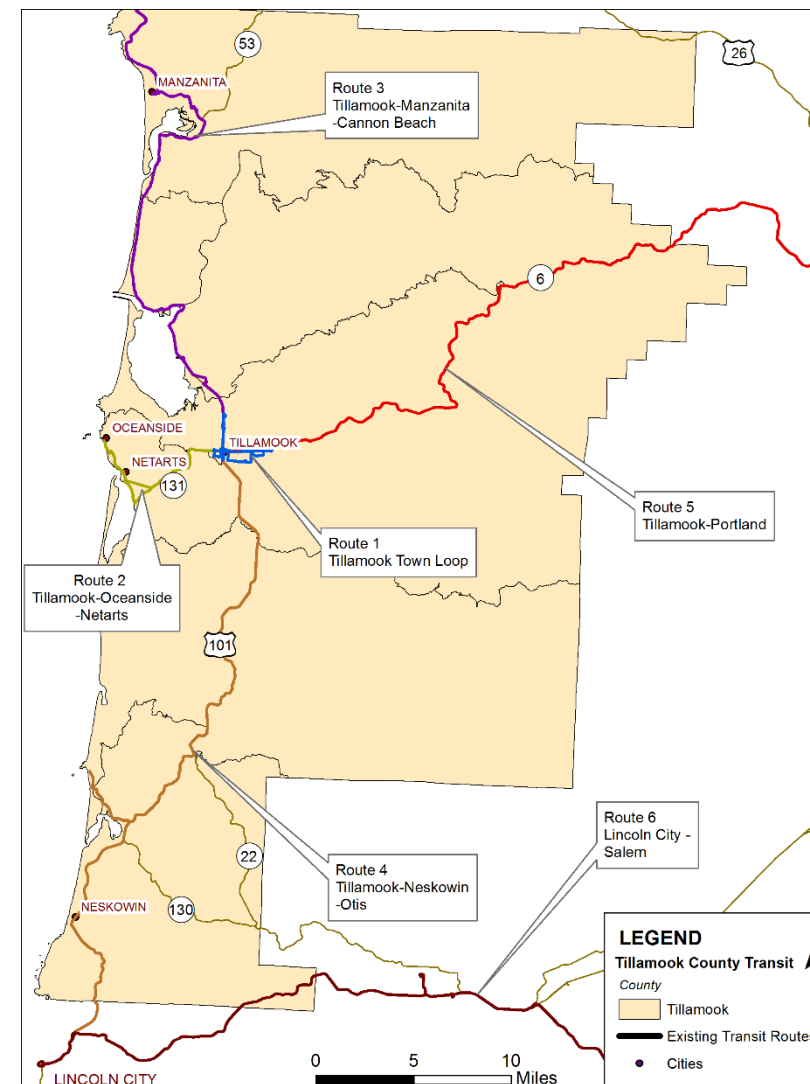 53
26
MANZANITA
Route 3
Tillamook-Manzanita
-Cannon Beach
6
OCEANSIDE
TILLAMOOK
NETARTS
131
Route 5
Tillamook-Portland
Route 1
Tillamook Town Loop
Route 2
Tillamook-Oceanside
-Netarts
101
Route 6
Lincoln City -
Salem
22
Route 4
Tillamook-Neskowin
-Otis
130
NESKOWIN
LEGEND
Tillamook County Transit
County
Tillamook
Existing Transit Routes
Cities
0 5 10
Miles
LINCOLN CITY